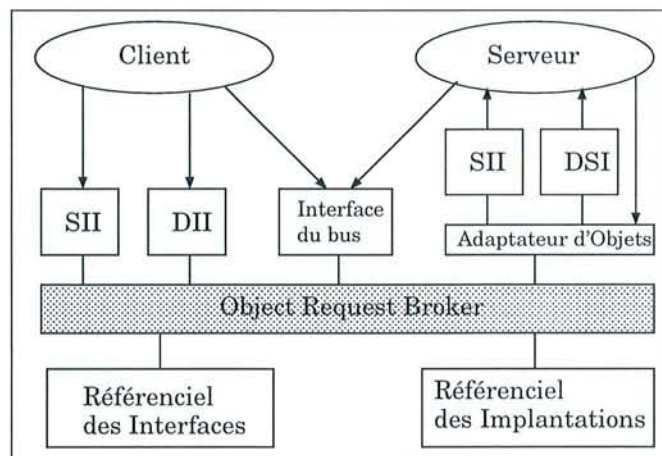 Client
Serveur
SII
DSI
SII
DII
Interface
du bus
Adaptateur d'Objets
Object Request Broker
Référenciel
des Interfaces
Référenciel
des Implantations